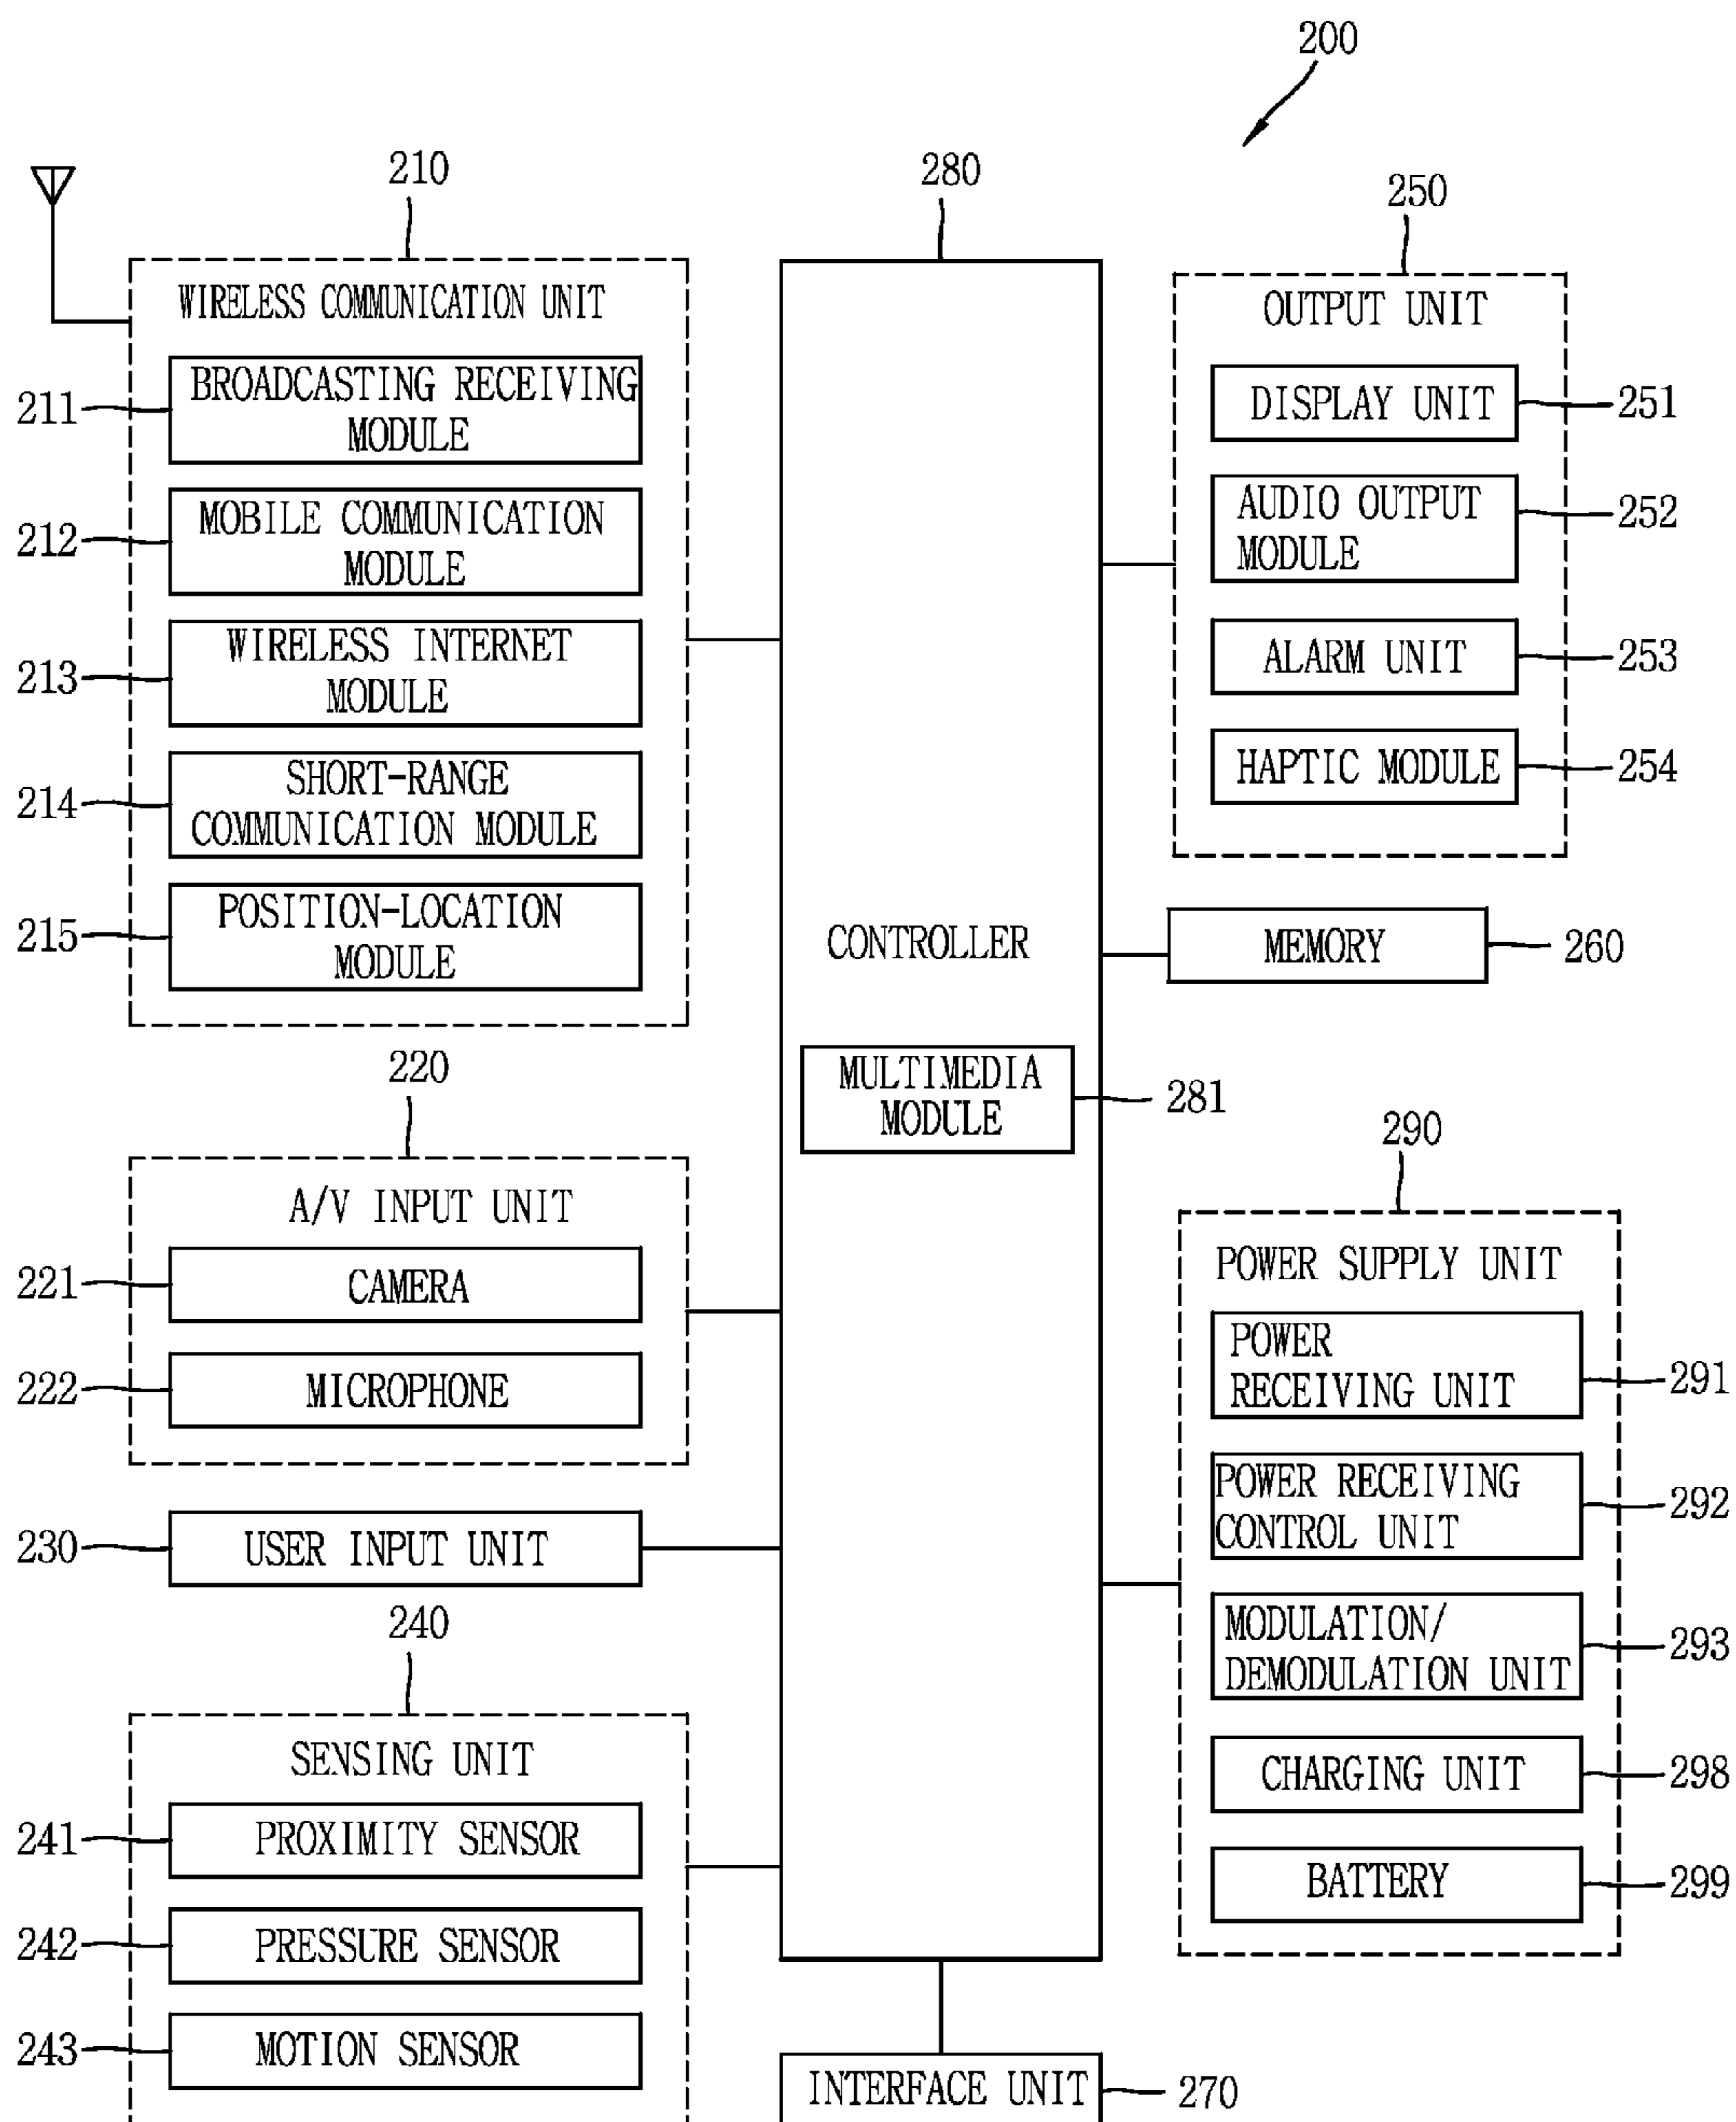 200
210
280
250
WIRELESS COMMUNICATION UNIT
211
BROADCASTING RECEIVING
MODULE
212
MOBILE COMMUNICATION
MODULE
213
WIRELESS INTERNET
MODULE
214
SHORT-RANGE
COMMUNICATION MODULE
215
POSITION-LOCATION
MODULE
220
A/V INPUT UNIT
221
CAMERA
222
MICROPHONE
230
USER INPUT UNIT
240
SENSING UNIT
241
PROXIMITY SENSOR
242
PRESSURE SENSOR
243
MOTION SENSOR
CONTROLLER
MULTIMEDIA
MODULE
281
INTERFACE UNIT
270
OUTPUT UNIT
DISPLAY UNIT
251
AUDIO OUTPUT
MODULE
252
ALARM UNIT
253
HAPTIC MODULE
254
MEMORY
260
290
POWER SUPPLY UNIT
POWER
RECEIVING UNIT
291
POWER RECEIVING
CONTROL UNIT
292
MODULATION/
DEMODULATION UNIT
293
CHARGING UNIT
298
BATTERY
299